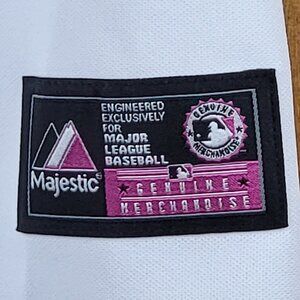 ENGINEERED
EXCLUSIVELY
FOR
MAJOR
LEAGUE
BASEBALL
GENUINE
MERCHANDISE
Majestic®
GENUINE
MERCHANDISE